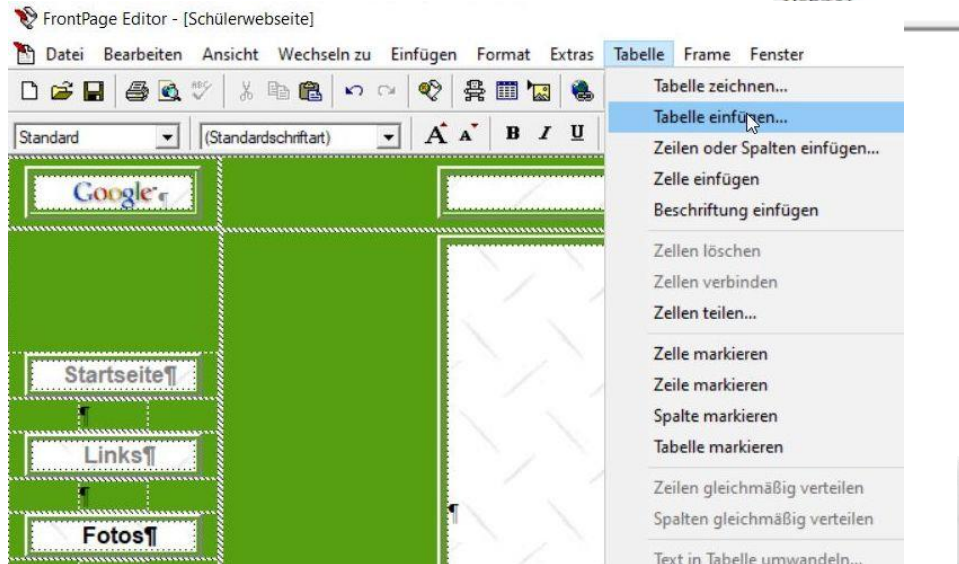 FrontPage Editor - [Schülerwebseite]
Datei Bearbeiten Ansicht Wechseln zu Einfügen Format Extras Tabelle Frame Fenster
ABC
Standard (Standardschriftart) A A B I U
Google
Startseite¶
¶
Links¶
¶
Fotos¶
¶
Tabelle zeichnen...
Tabelle einfügen...
Zeilen oder Spalten einfügen...
Zelle einfügen
Beschriftung einfügen
Zellen löschen
Zellen verbinden
Zellen teilen...
Zelle markieren
Zeile markieren
Spalte markieren
Tabelle markieren
Zeilen gleichmäßig verteilen
Spalten gleichmäßig verteilen
Text in Tabelle umwandeln...